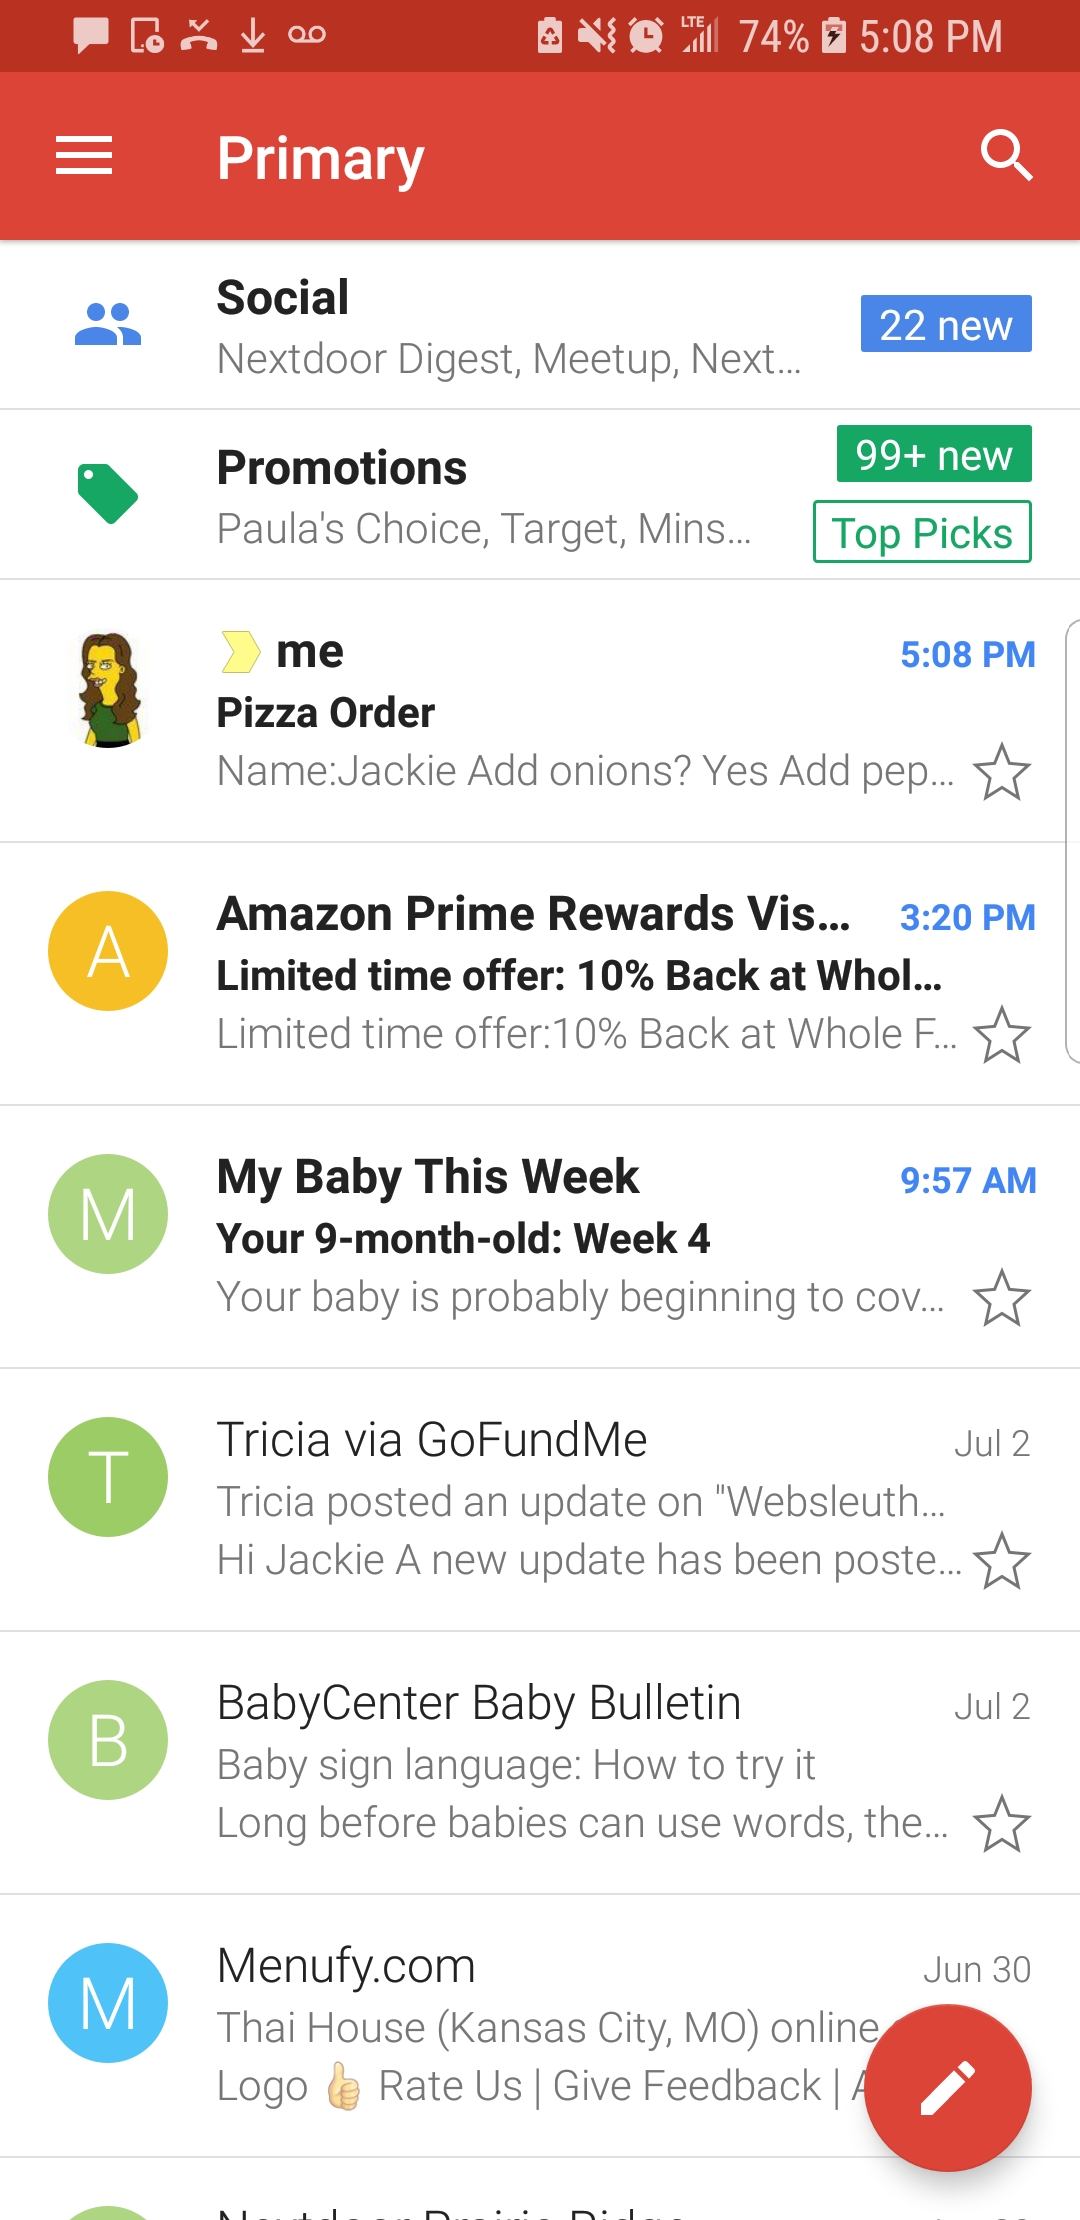 LTE 74% 5:08 PM
Primary
Social
22 new
Nextdoor Digest, Meetup, Next...
Promotions
99+ new
Paula's Choice, Target, Mins...
Top Picks
me
5:08 PM
Pizza Order
Name:Jackie Add onions? Yes Add pep...
A
Amazon Prime Rewards Vis...
3:20 PM
Limited time offer: 10% Back at Whol...
Limited time offer:10% Back at Whole F...
M
My Baby This Week
9:57 AM
Your 9-month-old: Week 4
Your baby is probably beginning to cov...
T
Tricia via GoFundMe
Jul 2
Tricia posted an update on "Websleuth...
Hi Jackie A new update has been poste...
B
BabyCenter Baby Bulletin
Jul 2
Baby sign language: How to try it
Long before babies can use words, the...
M
Menufy.com
Jun 30
Thai House (Kansas City, MO) online
Logo 👍 Rate Us | Give Feedback | A
Nextdoor Prairie Ridge